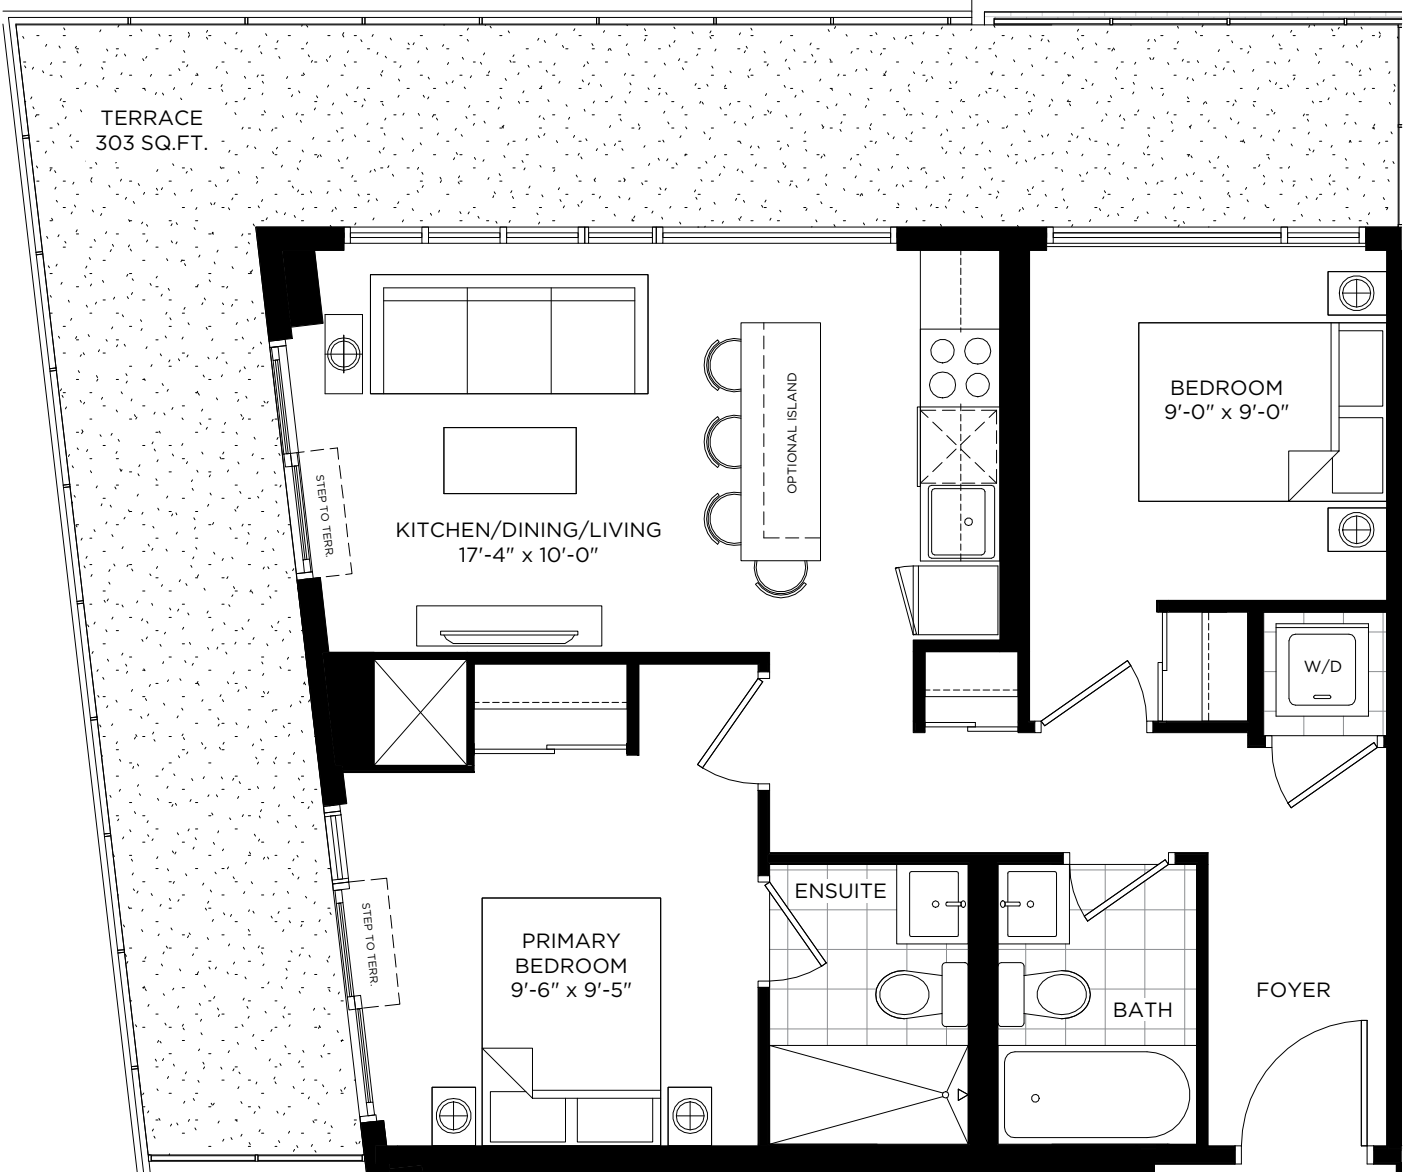 TERRACE
303 SQ.FT.
OPTIONAL ISLAND
BEDROOM
9'-0" x 9'-0"
STEP TO TERR.
KITCHEN/DINING/LIVING
17'-4" x 10'-0"
W/D
ENSUITE
STEP TO TERR.
PRIMARY
BEDROOM
9'-6" x 9'-5"
FOYER
BATH